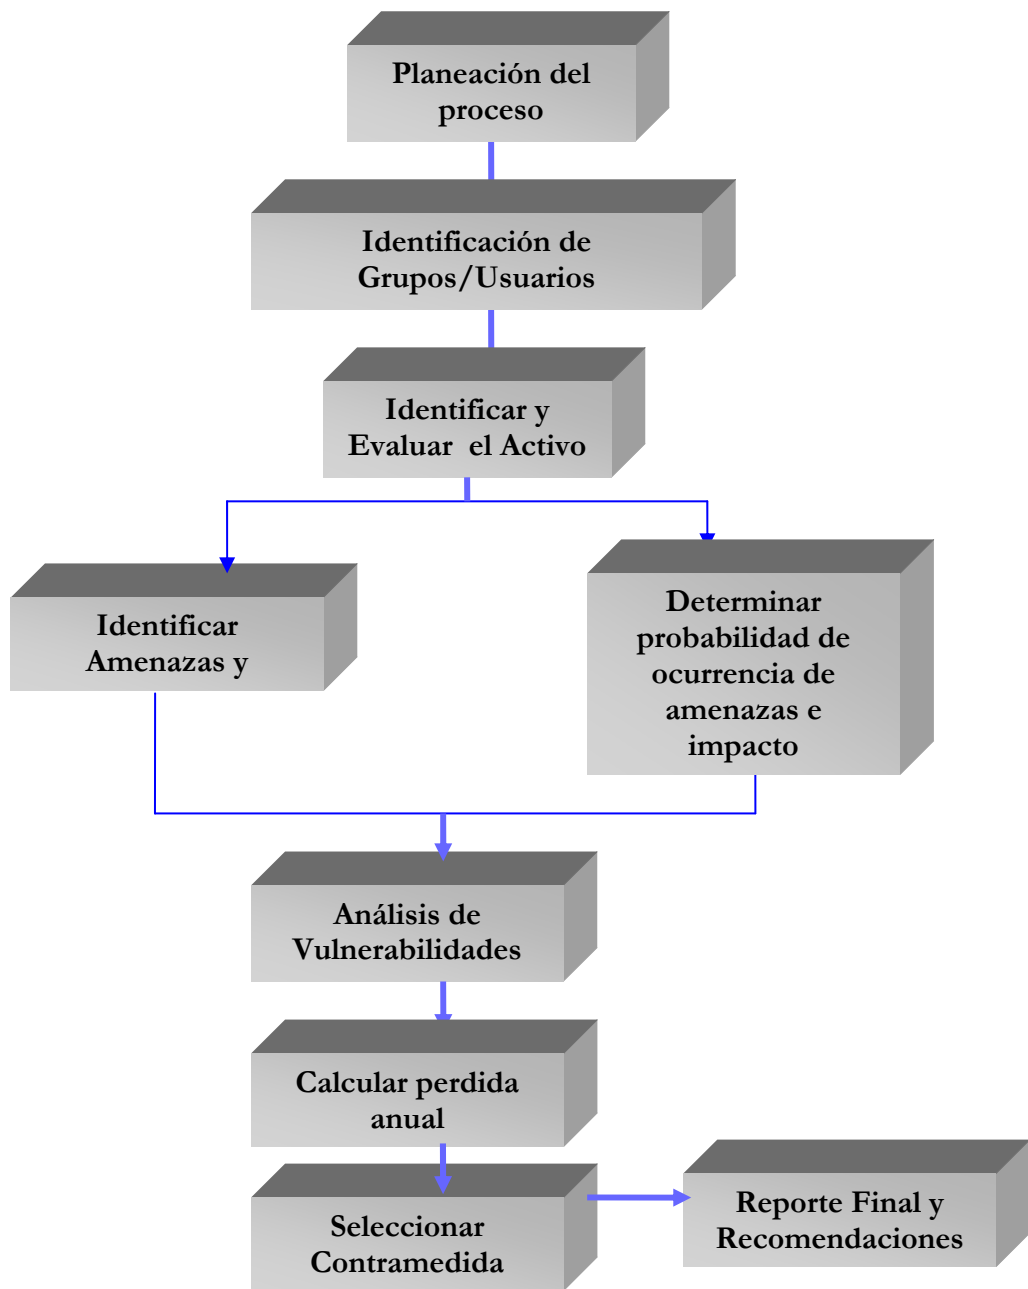 Planeación del
proceso
Identificación de
Grupos/Usuarios
Identificar y
Evaluar el Activo
Identificar
Amenazas y
Determinar
probabilidad de
ocurrencia de
amenazas e
impacto
Análisis de
Vulnerabilidades
Calcular perdida
anual
Seleccionar
Contramedida
Reporte Final y
Recomendaciones